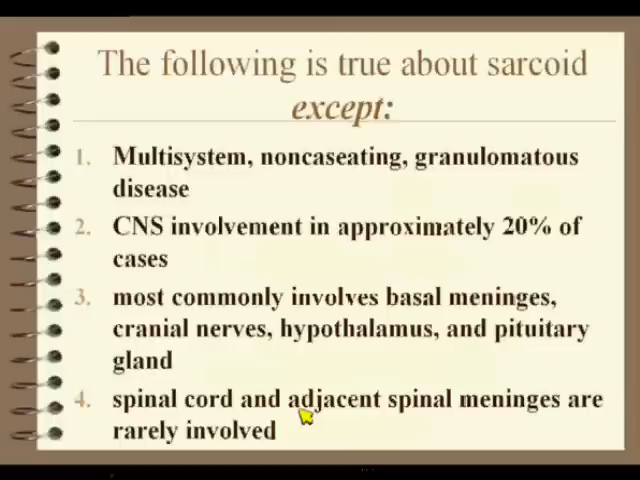 The following is true about sarcoid
except:
1. Multisystem, noncaseating, granulomatous
disease
2. CNS involvement in approximately 20% of
cases
3. most commonly involves basal meninges,
cranial nerves, hypothalamus, and pituitary
gland
4. spinal cord and adjacent spinal meninges are
rarely involved